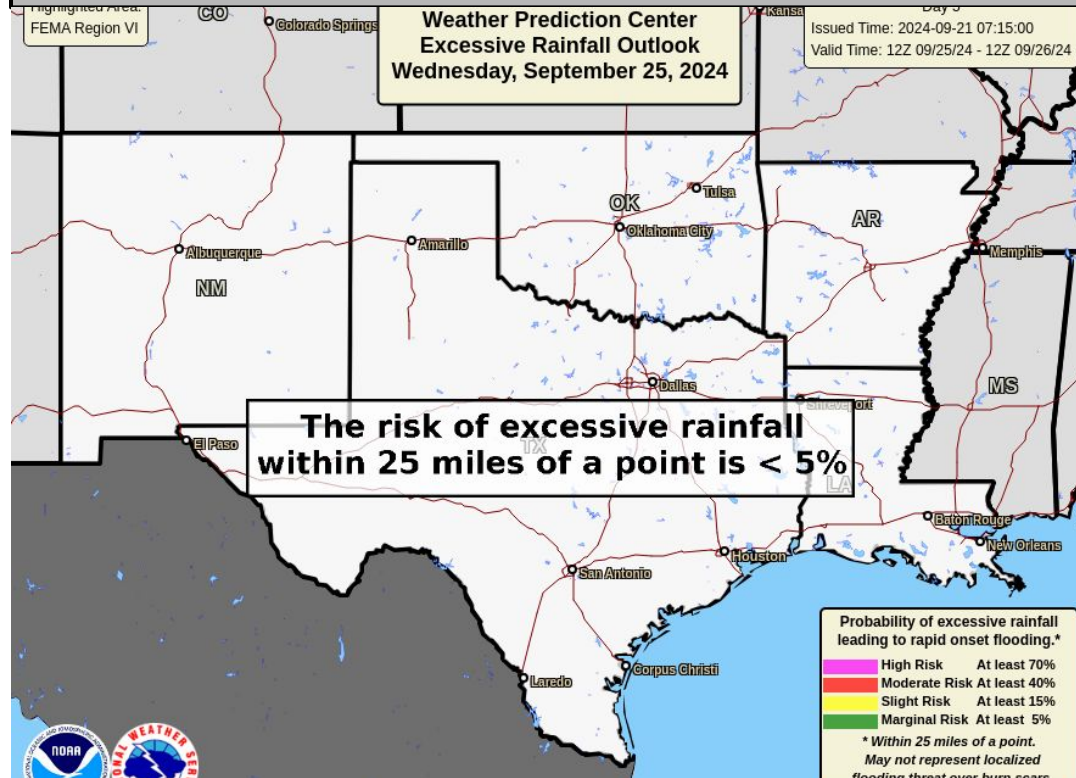 Highlighted Area:
FEMA Region VI
Weather Prediction Center
Excessive Rainfall Outlook
Wednesday, September 25, 2024
Issued Time: 2024-09-21 07:15:00
Valid Time: 12Z 09/25/24 - 12Z 09/26/24
CO
Colorado Springs
Kansa
Tulsa
OK
Oklahoma City
AR
Albuquerque
Amarillo
Memphis
NM
Dallas
MS
Shreveport
The risk of excessive rainfall
within 25 miles of a point is < 5%
El Paso
TX
LA
Baton Rouge
New Orleans
Houston
San Antonio
Corpus Christi
Laredo
Probability of excessive rainfall
leading to rapid onset flooding.*
High Risk At least 70%
Moderate Risk At least 40%
Slight Risk At least 15%
Marginal Risk At least 5%
* Within 25 miles of a point.
May not represent localized
flooding threat over burn scars
NOAA
WEATHER SER